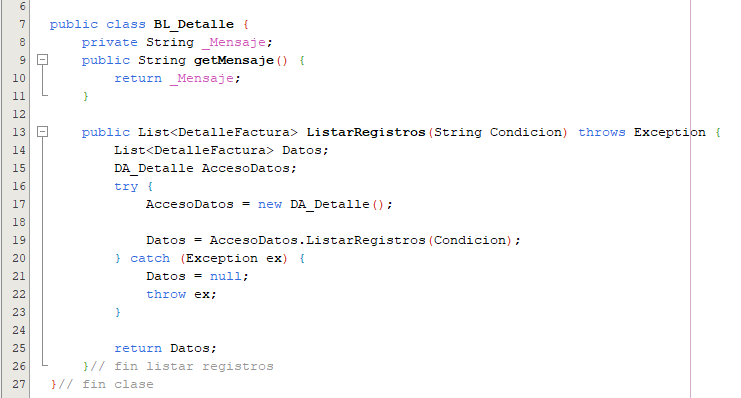 6
7 public class BL_Detalle {
8     private String _Mensaje;
9     public String getMensaje() {
10         return _Mensaje;
11     }
12
13     public List<DetalleFactura> ListarRegistros(String Condicion) throws Exception {
14         List<DetalleFactura> Datos;
15         DA_Detalle AccesoDatos;
16         try {
17             AccesoDatos = new DA_Detalle();
18
19             Datos = AccesoDatos.ListarRegistros(Condicion);
20         } catch (Exception ex) {
21             Datos = null;
22             throw ex;
23         }
24
25         return Datos;
26     }// fin listar registros
27 }// fin clase